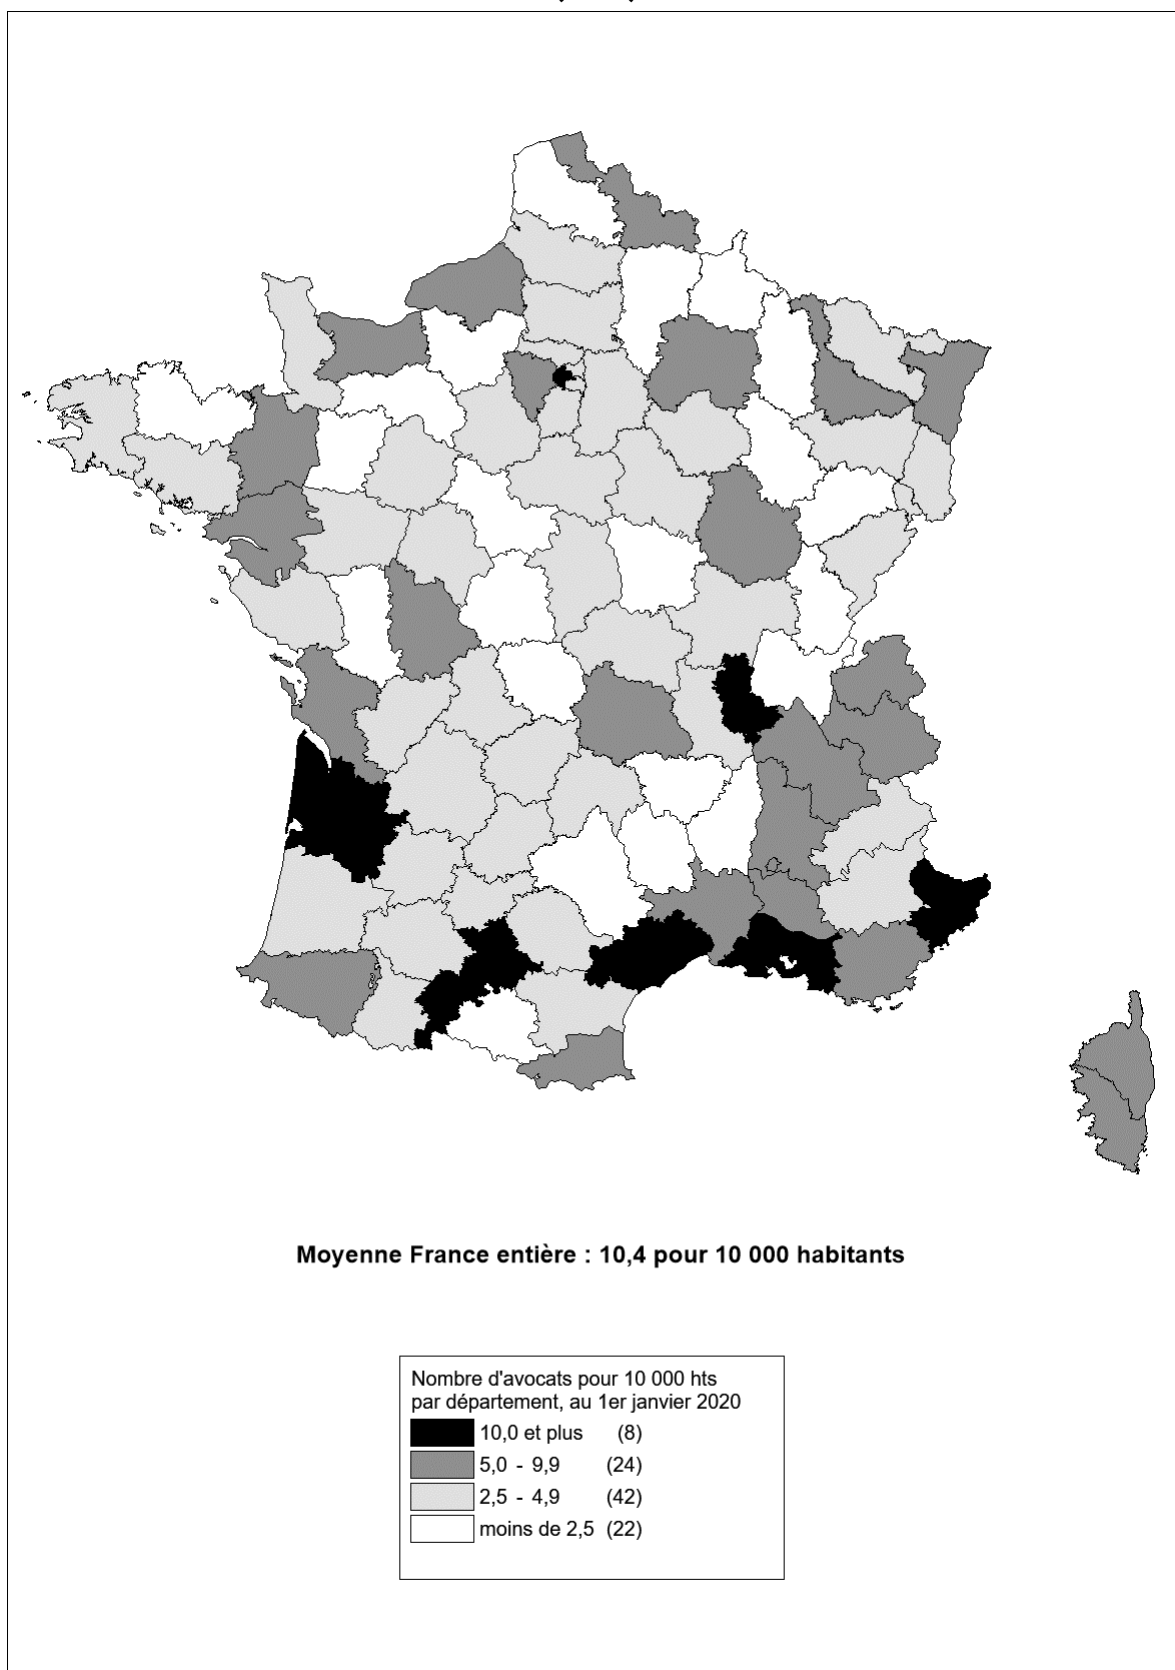 Moyenne France entière : 10,4 pour 10 000 habitants
Nombre d'avocats pour 10 000 hts
par département, au 1er janvier 2020
10,0 et plus (8)
5,0 - 9,9 (24)
2,5 - 4,9 (42)
moins de 2,5 (22)